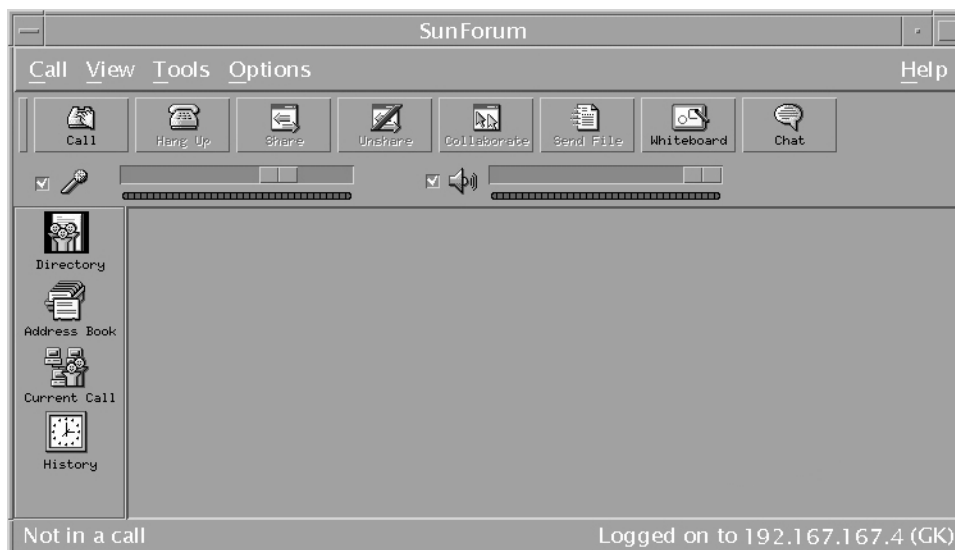 SunForum
Call View Tools Options Help
Call Hang Up Share Unshare Collaborate Send File Whiteboard Chat
Directory
Address Book
Current Call
History
Not in a call Logged on to 192.167.167.4 (GK)